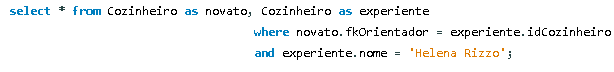 select * from Cozinheiro as novato, Cozinheiro as experiente
where novato.fkOrientador = experiente.idCozinheiro
and experiente.nome = 'Helena Rizzo';